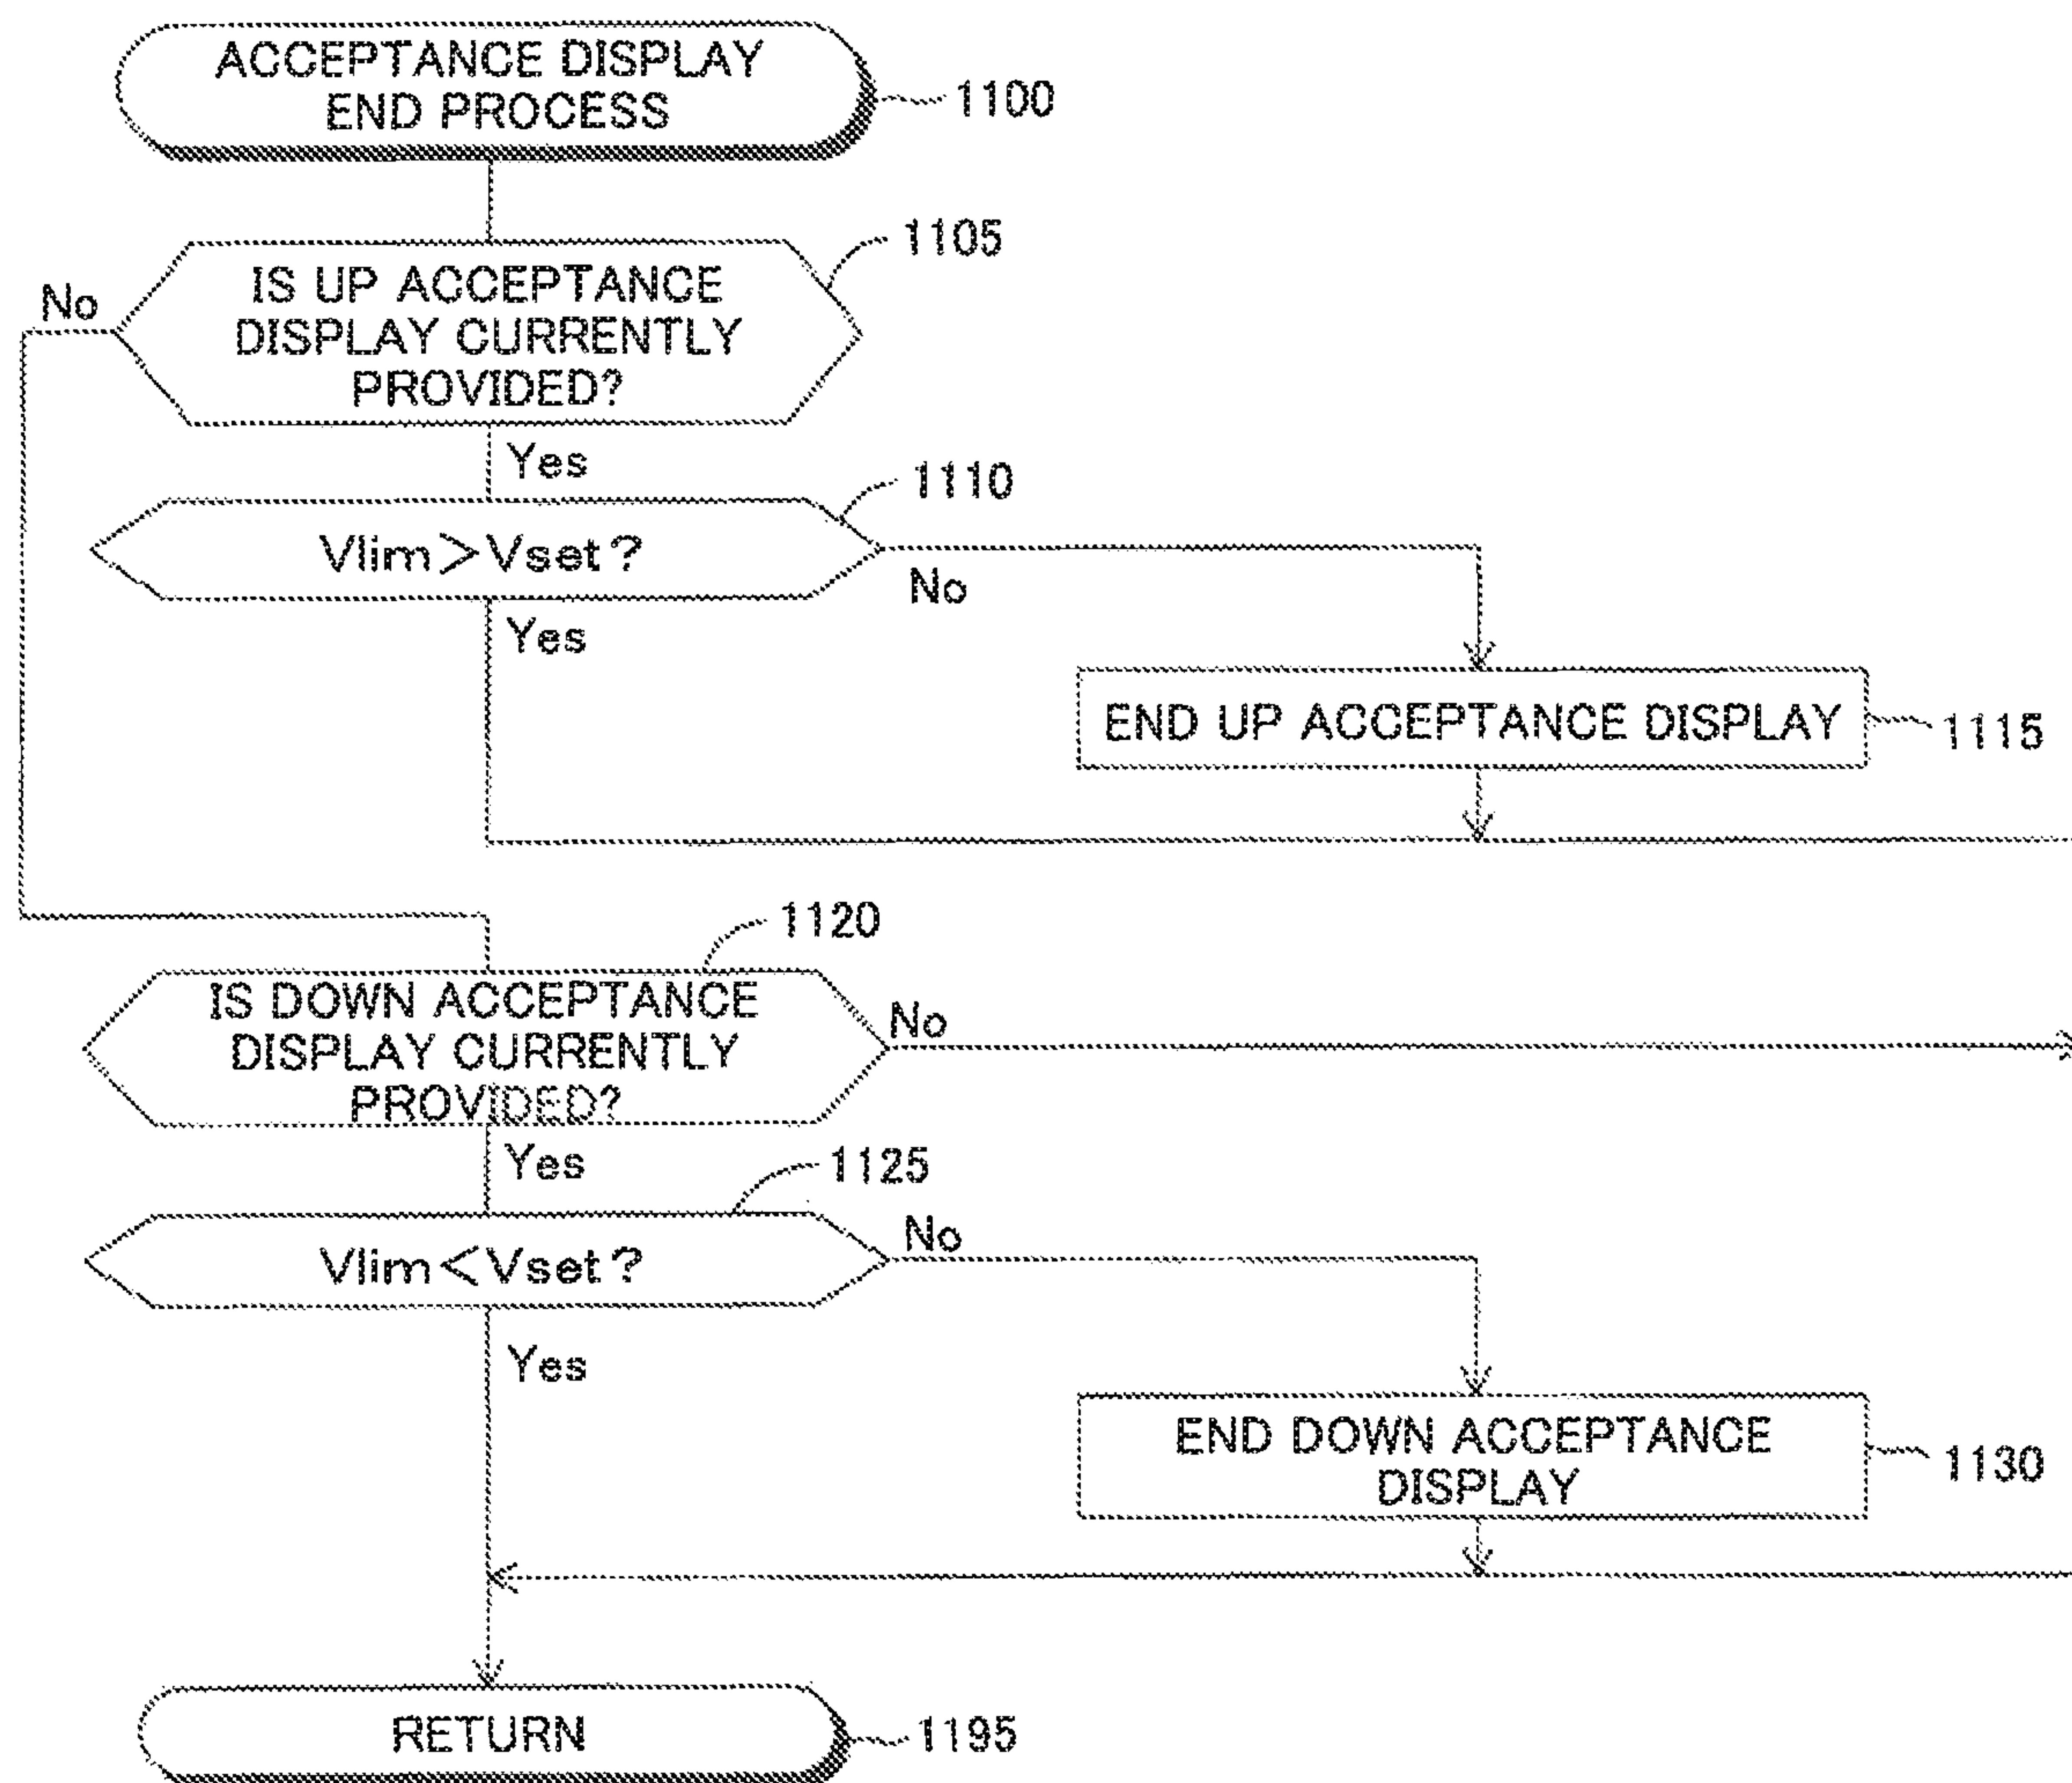 ACCEPTANCE DISPLAY
END PROCESS
1100
1105
IS UP ACCEPTANCE
DISPLAY CURRENTLY
PROVIDED?
No
Yes
1110
Vlim>Vset?
No
Yes
END UP ACCEPTANCE DISPLAY
1115
1120
IS DOWN ACCEPTANCE
DISPLAY CURRENTLY
PROVIDED?
No
Yes
1125
Vlim<Vset?
No
Yes
END DOWN ACCEPTANCE
DISPLAY
1130
RETURN
1195